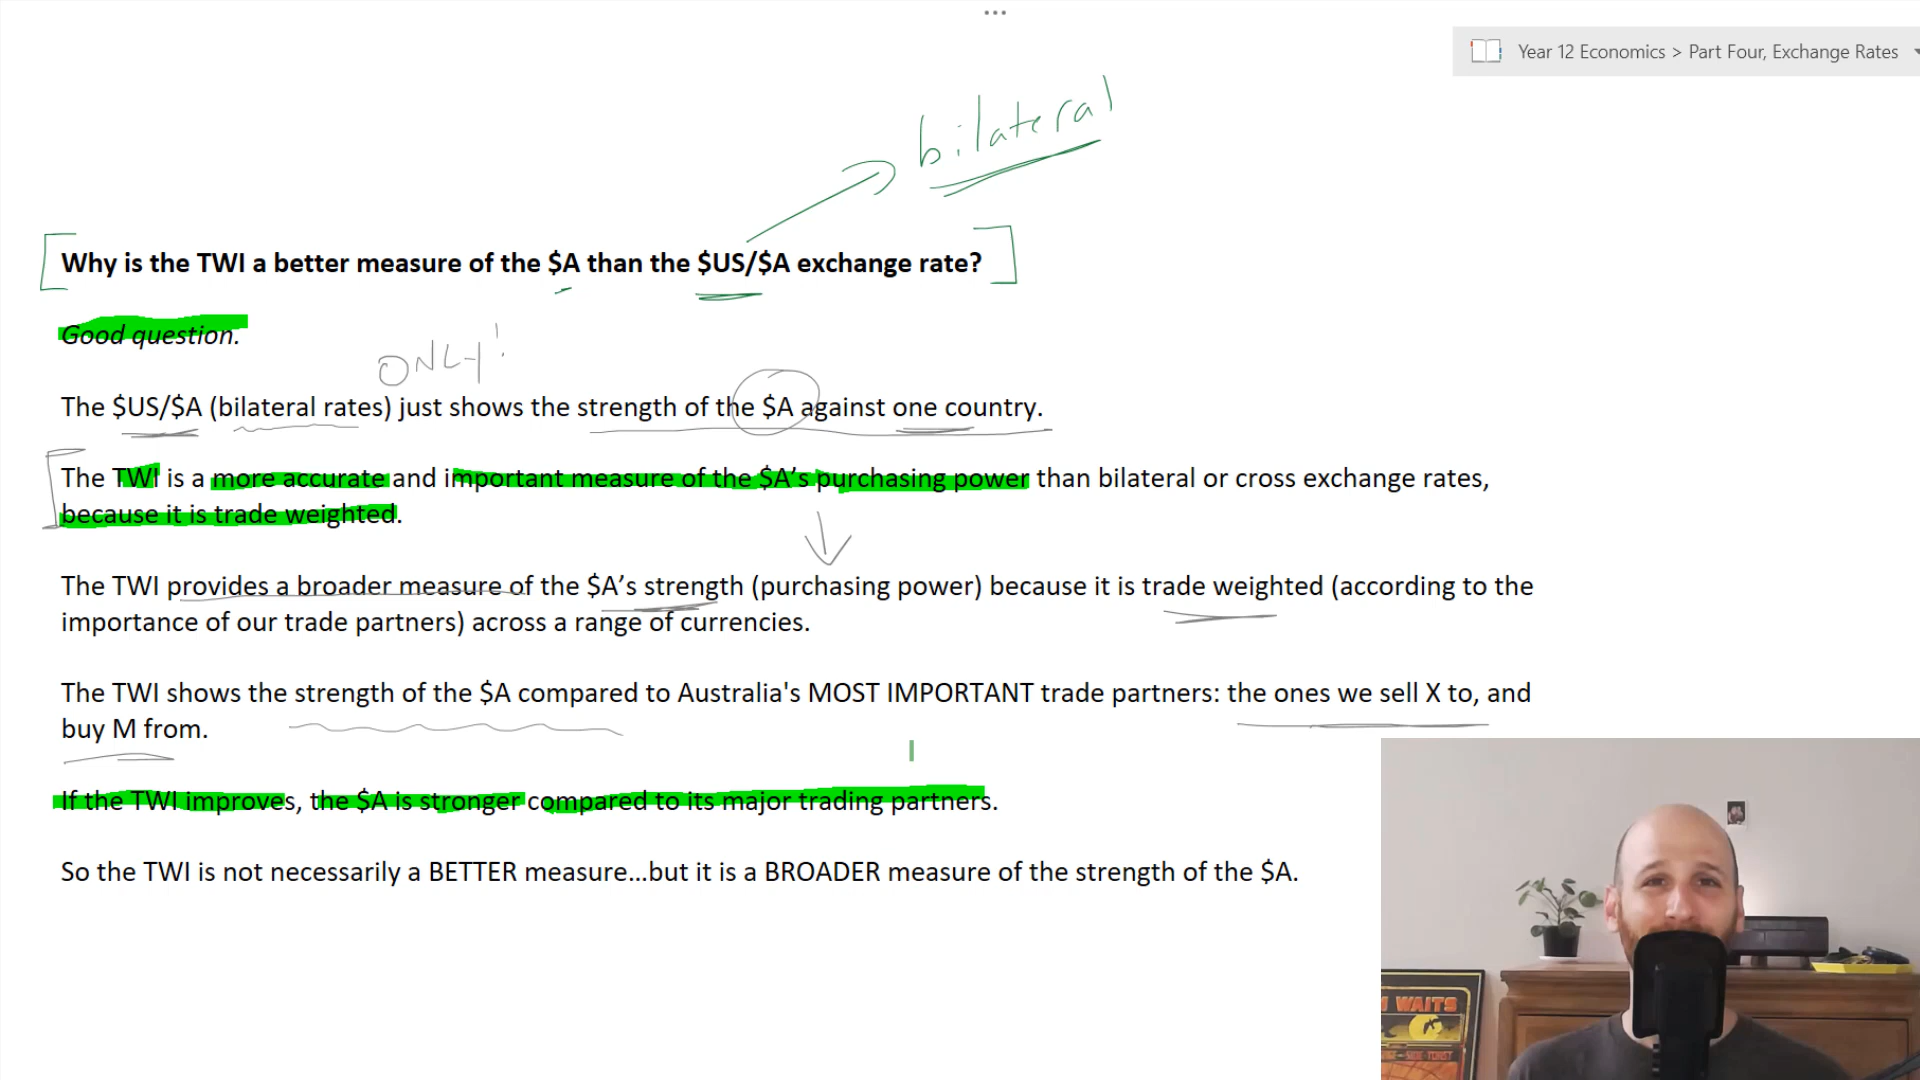 ...
Year 12 Economics > Part Four, Exchange Rates
bilateral
Why is the TWI a better measure of the $A than the $US/$A exchange rate?
Good question.
ONLY!
The $US/$A (bilateral rates) just shows the strength of the $A against one country.
The TWI is a more accurate and important measure of the $A's purchasing power than bilateral or cross exchange rates,
because it is trade weighted.
The TWI provides a broader measure of the $A’s strength (purchasing power) because it is trade weighted (according to the
importance of our trade partners) across a range of currencies.
The TWI shows the strength of the $A compared to Australia's MOST IMPORTANT trade partners: the ones we sell X to, and
buy M from.
If the TWI improves, the $A is stronger compared to its major trading partners.
So the TWI is not necessarily a BETTER measure...but it is a BROADER measure of the strength of the $A.
WAITS